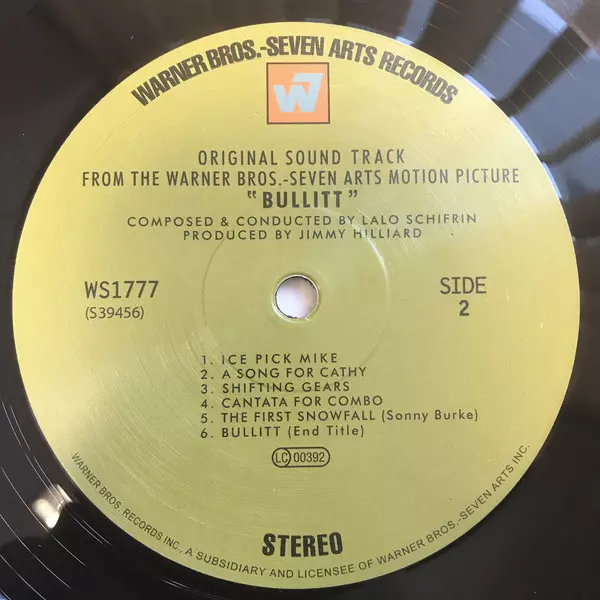 WARNER BROS.-SEVEN ARTS RECORDS
W7
ORIGINAL SOUND TRACK
FROM THE WARNER BROS.-SEVEN ARTS MOTION PICTURE
"BULLITT"
COMPOSED & CONDUCTED BY LALO SCHIFRIN
PRODUCED BY JIMMY HILLIARD
WS1777
(S39456)
SIDE
2
1. ICE PICK MIKE
2. A SONG FOR CATHY
3. SHIFTING GEARS
4. CANTATA FOR COMBO
5. THE FIRST SNOWFALL (Sonny Burke)
6. BULLITT (End Title)
LC 00392
STEREO
WARNER BROS. RECORDS INC., A SUBSIDIARY AND LICENSEE OF WARNER BROS.-SEVEN ARTS INC.